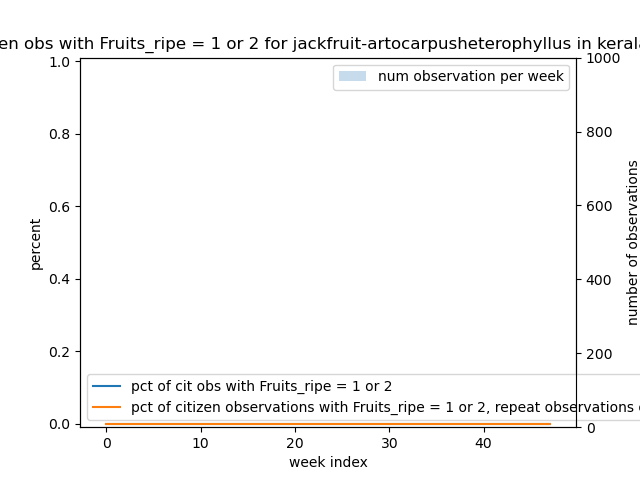 en obs with Fruits_ripe = 1 or 2 for jackfruit-artocarpusheterophyllus in kerala
1.0
0.8
0.6
0.4
0.2
0.0
percent
num observation per week
1000
800
600
400
200
0
number of observations
pct of cit obs with Fruits_ripe = 1 or 2
pct of citizen observations with Fruits_ripe = 1 or 2, repeat observations
0 10 20 30 40
week index